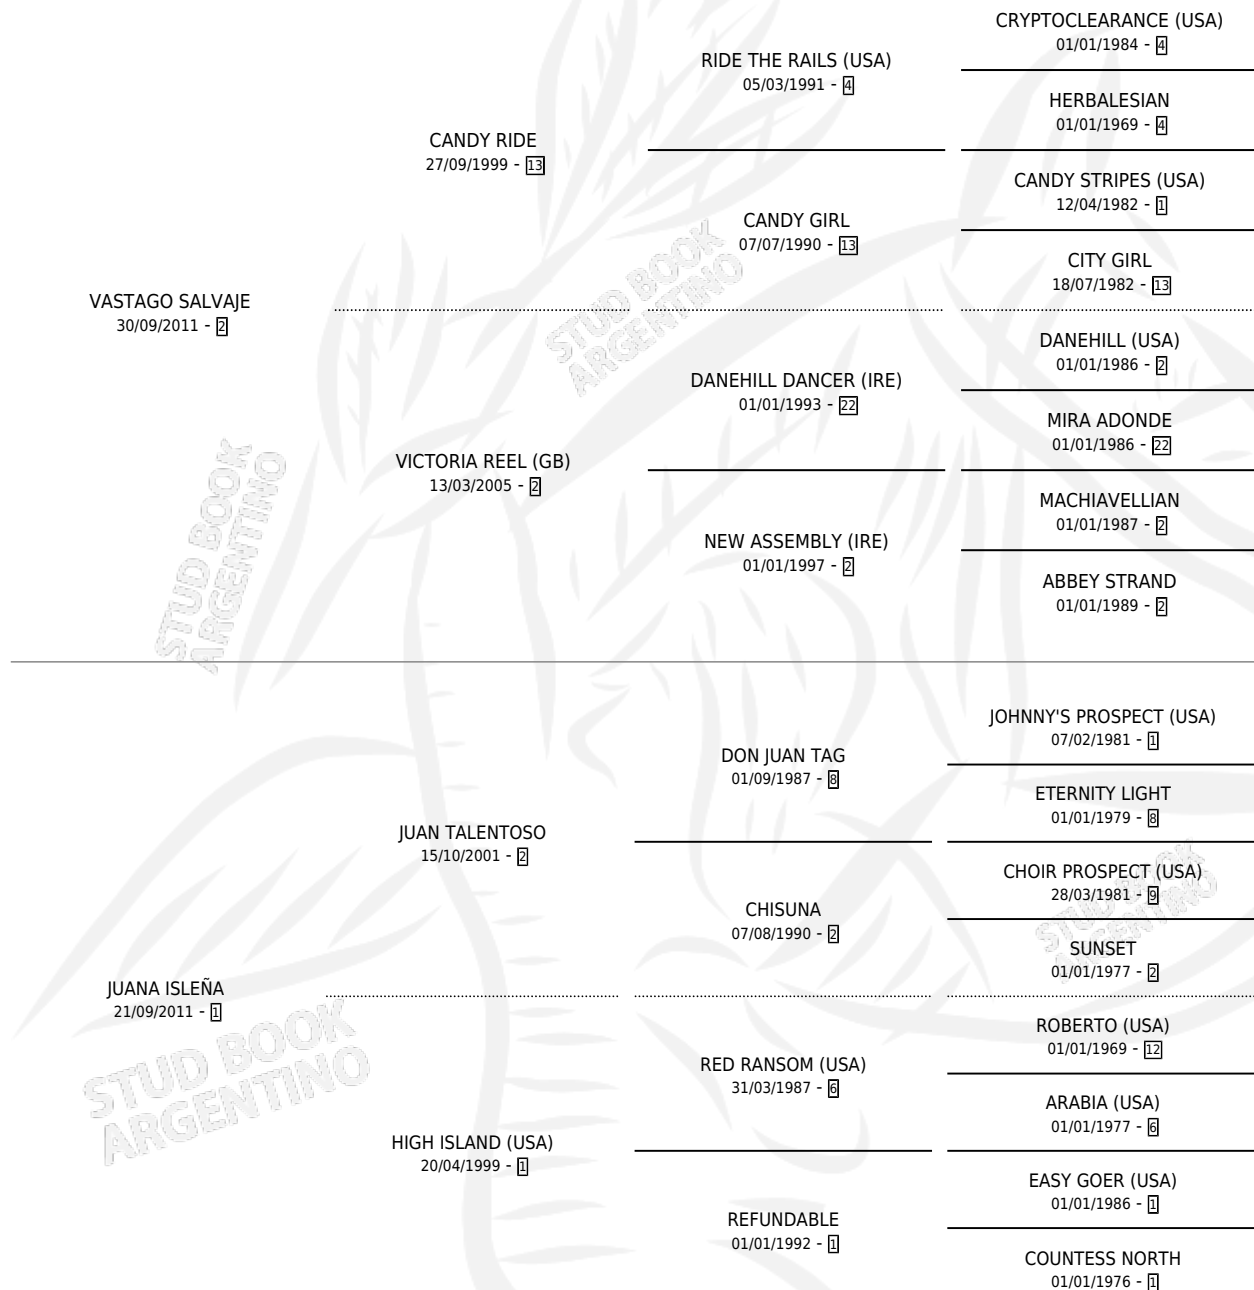 CRYPTOCLEARANCE (USA)
01/01/1984 - 4
RIDE THE RAILS (USA)
05/03/1991 - 4
HERBALESIAN
01/01/1969 - 4
CANDY RIDE
27/09/1999 - 13
CANDY STRIPES (USA)
12/04/1982 - 1
CANDY GIRL
07/07/1990 - 13
CITY GIRL
18/07/1982 - 13
VASTAGO SALVAJE
30/09/2011 - 2
DANEHILL (USA)
01/01/1986 - 2
DANEHILL DANCER (IRE)
01/01/1993 - 22
MIRA ADONDE
01/01/1986 - 22
VICTORIA REEL (GB)
13/03/2005 - 2
MACHIAVELLIAN
01/01/1987 - 2
NEW ASSEMBLY (IRE)
01/01/1997 - 2
ABBEY STRAND
01/01/1989 - 2
STUD BOOK
ARGENTINO
STUD BOOK
ARGENTINO
JOHNNY'S PROSPECT (USA)
07/02/1981 - 1
DON JUAN TAG
01/09/1987 - 8
ETERNITY LIGHT
01/01/1979 - 8
JUAN TALENTOSO
15/10/2001 - 2
CHOIR PROSPECT (USA)
28/03/1981 - 9
CHISUNA
07/08/1990 - 2
SUNSET
01/01/1977 - 2
STUD BOOK
ARGENTINO
JUANA ISLEÑA
21/09/2011 - 1
ROBERTO (USA)
01/01/1969 - 12
RED RANSOM (USA)
31/03/1987 - 6
ARABIA (USA)
01/01/1977 - 6
HIGH ISLAND (USA)
20/04/1999 - 1
EASY GOER (USA)
01/01/1986 - 1
REFUNDABLE
01/01/1992 - 1
COUNTESS NORTH
01/01/1976 - 1
STUD BOOK
ARGENTINO